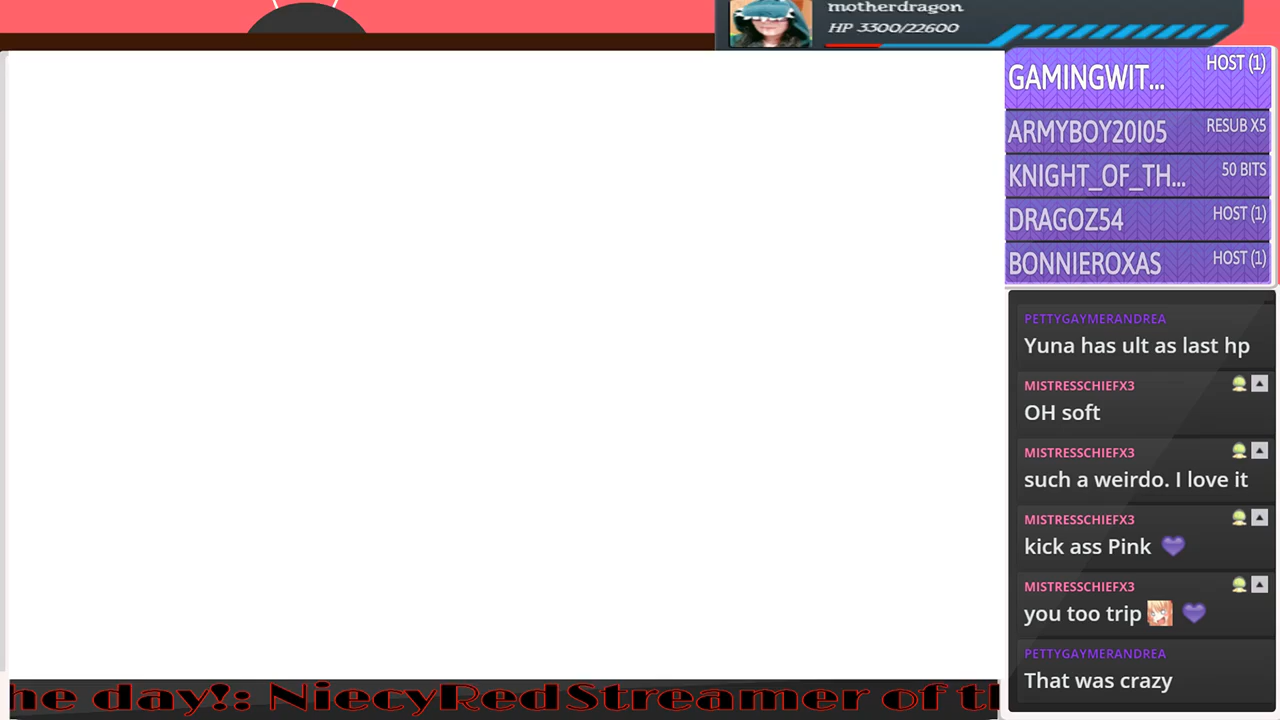 motherdragon
HP 3300/22600
GAMINGWIT... HOST (1)
ARMYBOY20105 RESUB X5
KNIGHT_OF_TH... 50 BITS
DRAGOZ54 HOST (1)
BONNIEROXAS HOST (1)
PETTYGAYMERANDREA
Yuna has ult as last hp
MISTRESSCHIEFX3
OH soft
MISTRESSCHIEFX3
such a weirdo. I love it
MISTRESSCHIEFX3
kick ass Pink
MISTRESSCHIEFX3
you too trip
PETTYGAYMERANDREA
That was crazy
he day!: NiecyRedStreamer of th